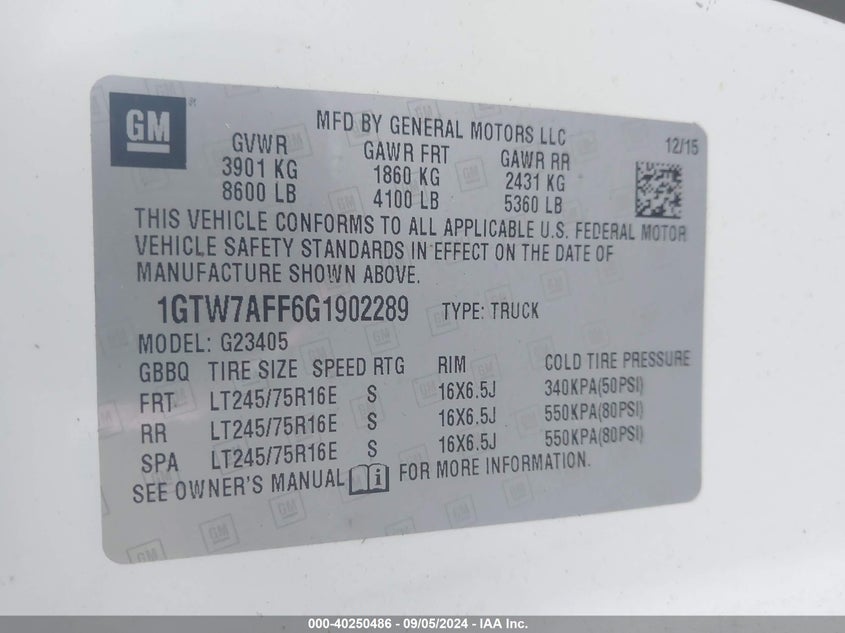 GM
MFD BY GENERAL MOTORS LLC
12/15
GVWR GAWR FRT GAWR RR
3901 KG 1860 KG 2431 KG
8600 LB 4100 LB 5360 LB
THIS VEHICLE CONFORMS TO ALL APPLICABLE U.S. FEDERAL MOTOR
VEHICLE SAFETY STANDARDS IN EFFECT ON THE DATE OF
MANUFACTURE SHOWN ABOVE.
1GTW7AFF6G1902289 TYPE: TRUCK
MODEL: G23405
GBBQ TIRE SIZE SPEED RTG RIM COLD TIRE PRESSURE
FRT LT245/75R16E S 16X6.5J 340KPA(50PSI)
RR LT245/75R16E S 16X6.5J 550KPA(80PSI)
SPA LT245/75R16E S 16X6.5J 550KPA(80PSI)
SEE OWNER'S MANUAL FOR MORE INFORMATION.
000-40250486 - 09/05/2024 - IAA Inc.